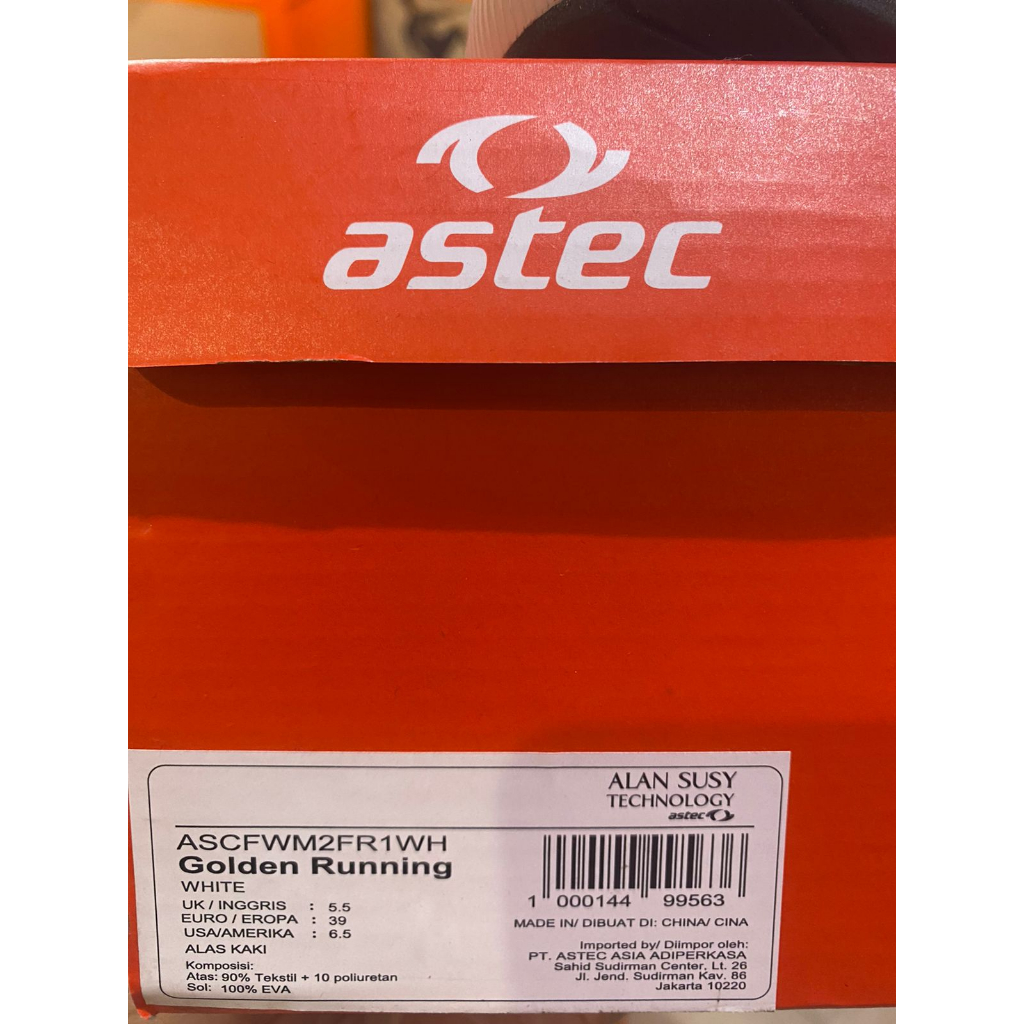 astec
ALAN SUSY
TECHNOLOGY
astec
ASCFWM2FR1WH
Golden Running
WHITE
UK / INGGRIS : 5.5
EURO / EROPA : 39
USA/AMERIKA : 6.5
ALAS KAKI
Komposisi:
Atas: 90% Tekstil + 10 poliuretan
Sol: 100% EVA
1 000144 99563
MADE IN/ DIBUAT DI: CHINA/ CINA
Imported by/ Diimpor oleh:
PT. ASTEC ASIA ADIPERKASA
Sahid Sudirman Center, Lt. 26
Jl. Jend. Sudirman Kav. 86
Jakarta 10220